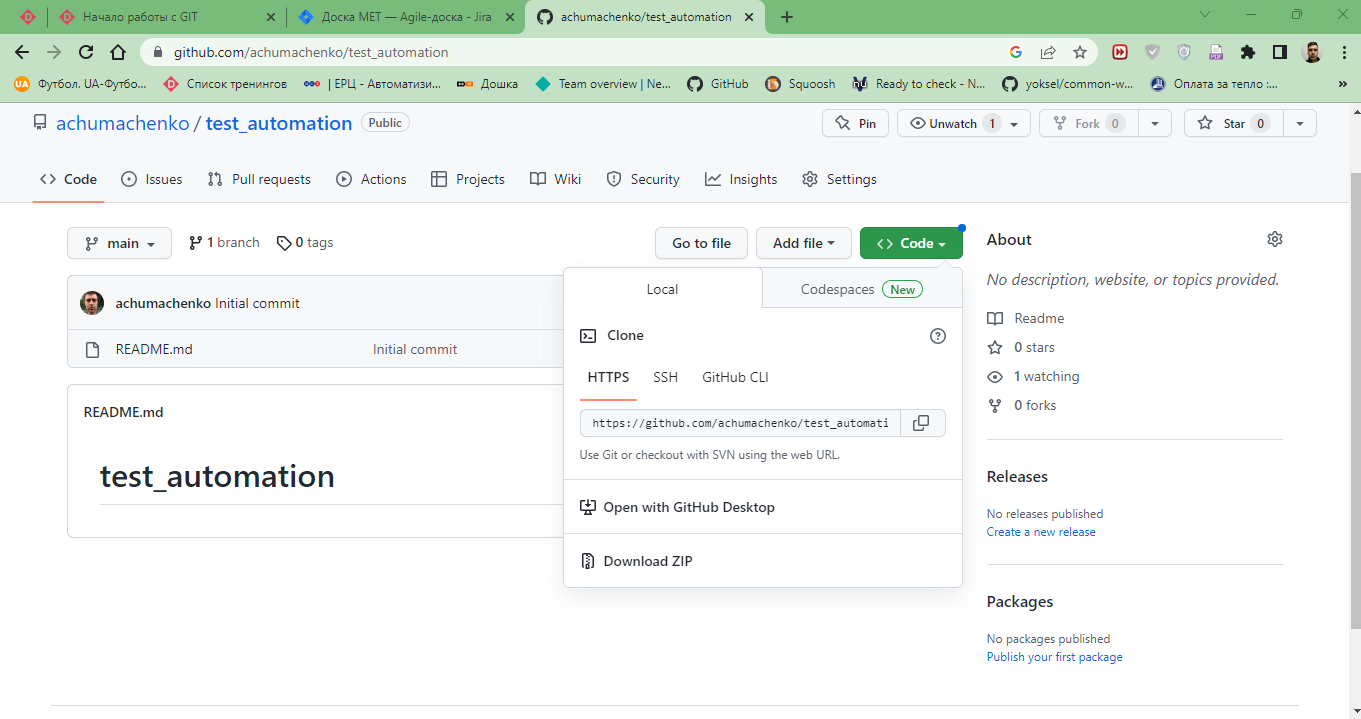 Начало работы с GIT
Доска МЕТ — Agile-доска - Jira
achumachenko/test_automation
github.com/achumachenko/test_automation
UA Футбол. UA-Футбо...
Список тренингов
| ЕРЦ - Автоматизи...
Дошка
Team overview | Ne...
GitHub
Squoosh
Ready to check - N...
yoksel/common-w...
Оплата за тепло :...
»
achumachenko / test_automation Public
Pin
Unwatch 1
Fork 0
Star 0
Code
Issues
Pull requests
Actions
Projects
Wiki
Security
Insights
Settings
main
1 branch
0 tags
Go to file
Add file
Code
achumachenko Initial commit
README.md
Initial commit
README.md
test_automation
Local
Codespaces New
Clone
HTTPS
SSH
GitHub CLI
https://github.com/achumachenko/test_automati
Use Git or checkout with SVN using the web URL.
Open with GitHub Desktop
Download ZIP
About
No description, website, or topics provided.
Readme
0 stars
1 watching
0 forks
Releases
No releases published
Create a new release
Packages
No packages published
Publish your first package